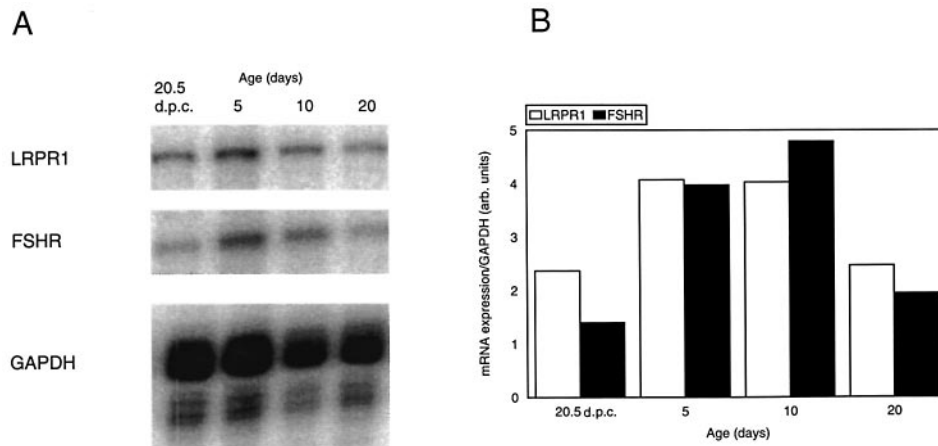 A
Age (days)
20.5
d.p.c. 5 10 20
LRPR1
FSHR
GAPDH
B
LRPR1 FSHR
mRNA expression/GAPDH (arb. units)
5
4
3
2
1
0
20.5 d.p.c. 5 10 20
Age (days)